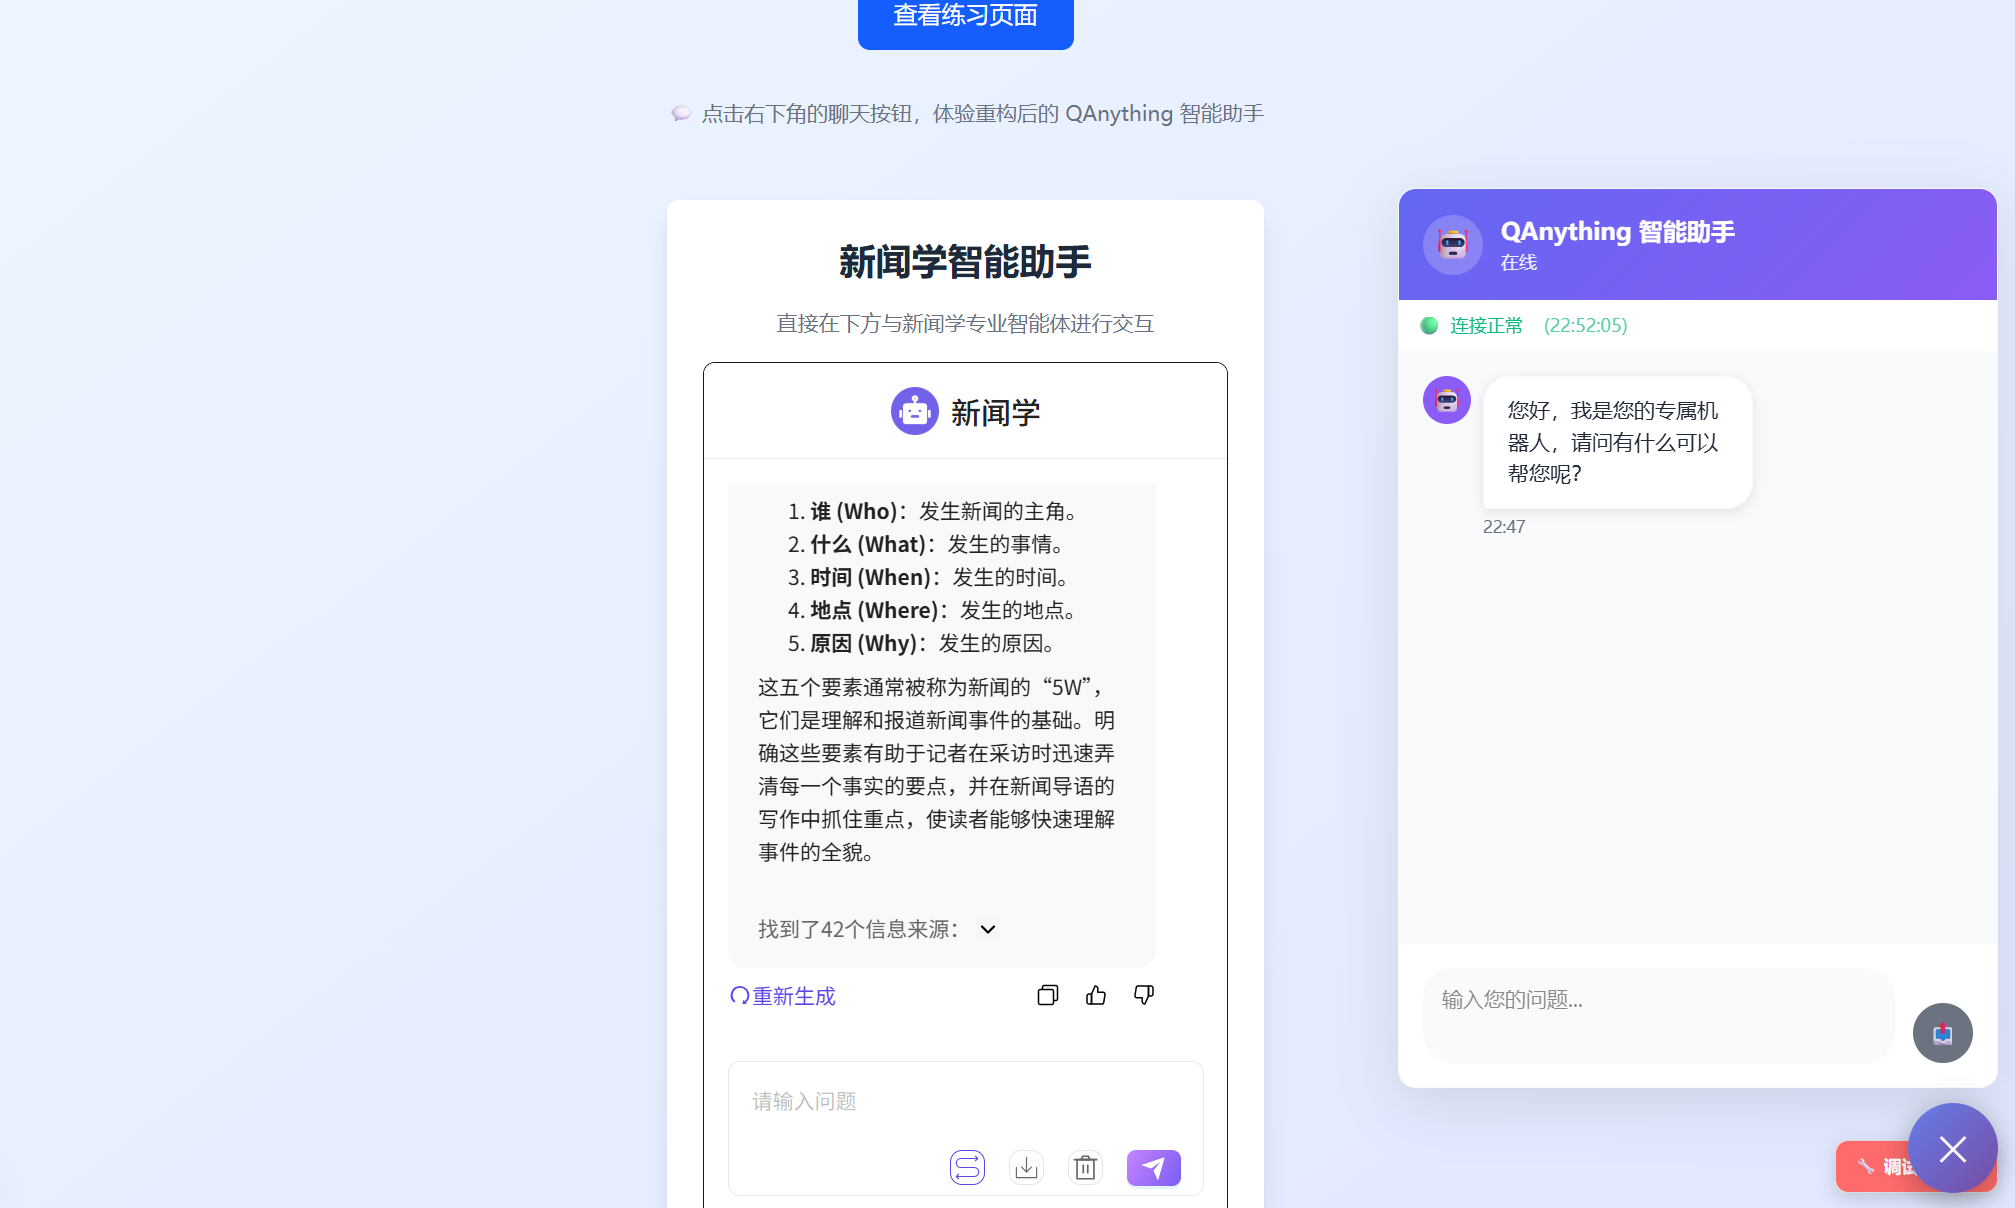 查看练习页面
点击右下角的聊天按钮，体验重构后的 QAnything 智能助手
新闻学智能助手
直接在下方与新闻学专业智能体进行交互
新闻学
1. 谁 (Who)：发生新闻的主角。
2. 什么 (What)：发生的事情。
3. 时间 (When)：发生的时间。
4. 地点 (Where)：发生的地点。
5. 原因 (Why)：发生的原因。
这五个要素通常被称为新闻的“5W”，
它们是理解和报道新闻事件的基础。明
确这些要素有助于记者在采访时迅速弄
清每一个事实的要点，并在新闻导语的
写作中抓住重点，使读者能够快速理解
事件的全貌。
找到了42个信息来源：
重新生成
请输入问题
QAnything 智能助手
在线
连接正常 (22:52:05)
您好，我是您的专属机
器人，请问有什么可以
帮您呢？
22:47
输入您的问题...
调试